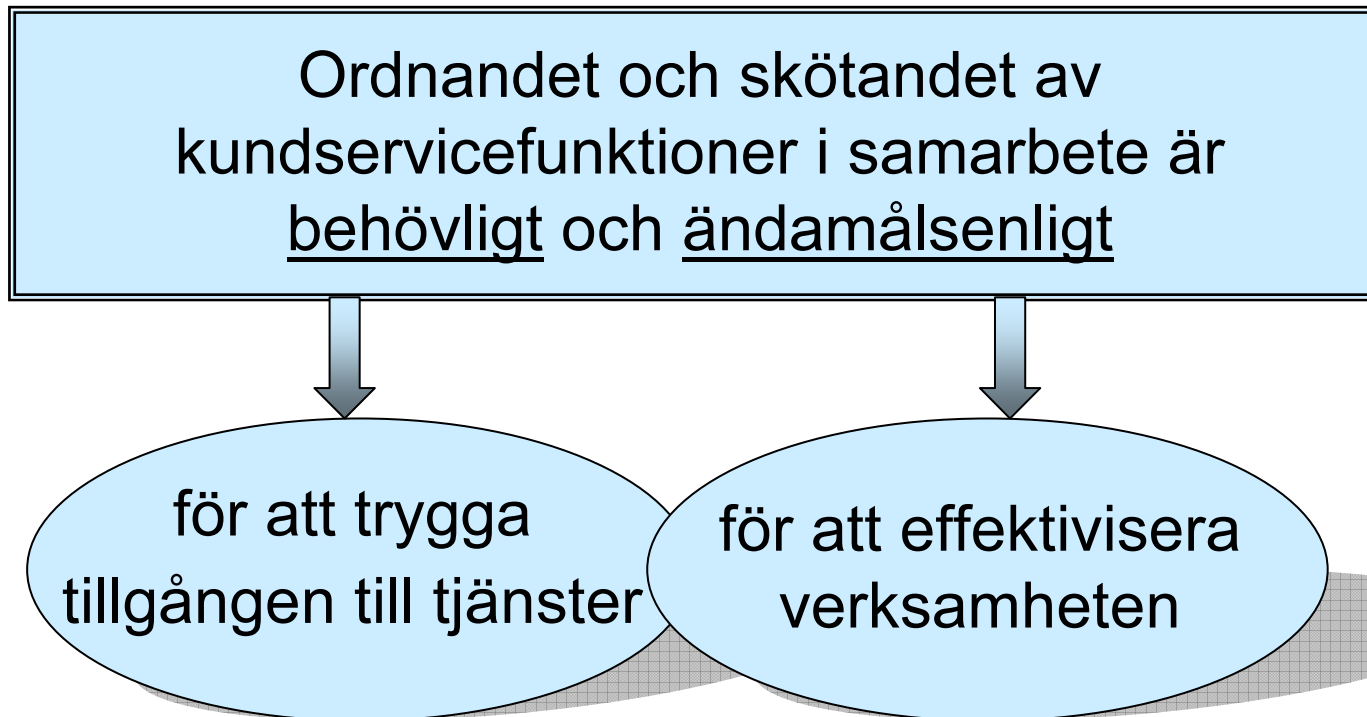 Ordnandet och skötandet av
kundservicefunktioner i samarbete är
behövligt och ändamålsenligt
för att trygga
tillgången till tjänster
för att effektivisera
verksamheten